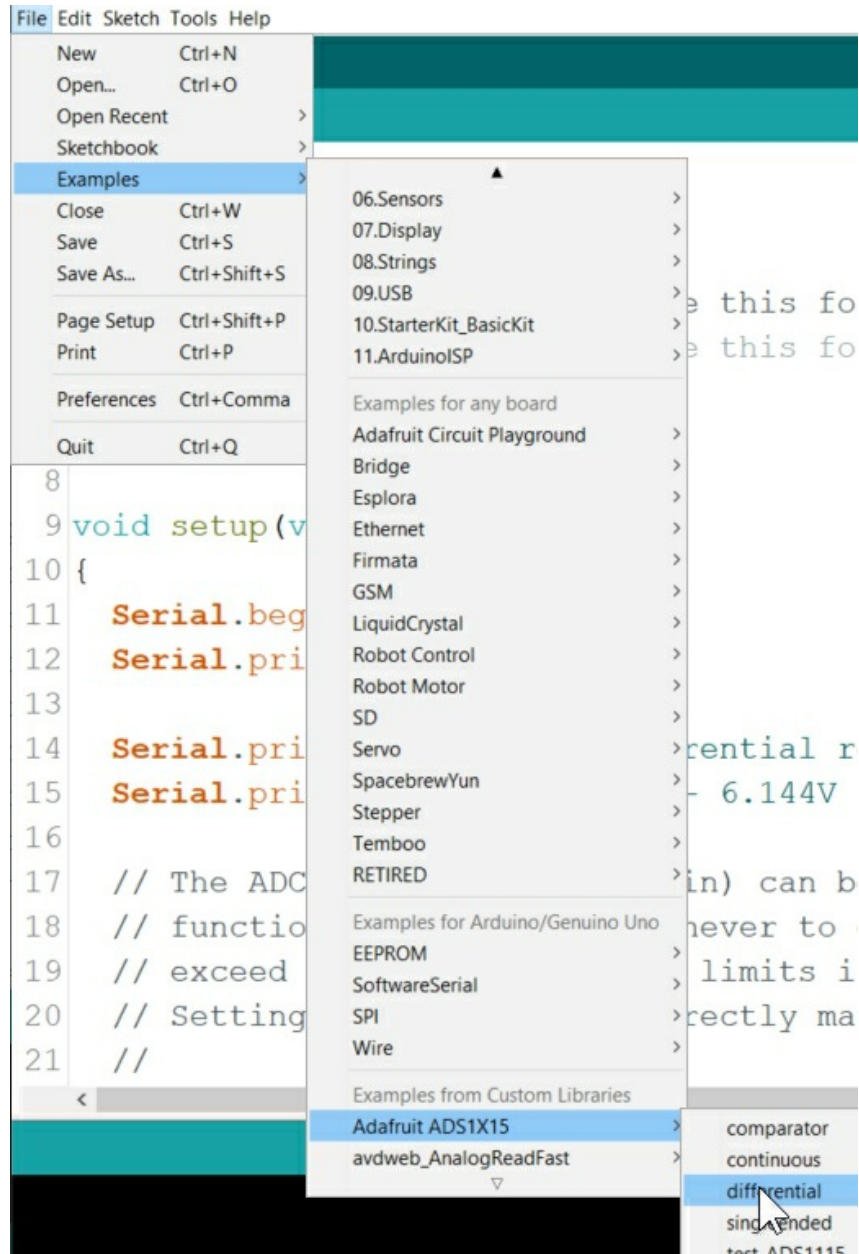 File Edit Sketch Tools Help
New Ctrl+N
Open... Ctrl+O
Open Recent
Sketchbook
Examples
Close Ctrl+W
Save Ctrl+S
Save As... Ctrl+Shift+S
Page Setup Ctrl+Shift+P
Print Ctrl+P
Preferences Ctrl+Comma
Quit Ctrl+Q
06.Sensors
07.Display
08.Strings
09.USB
10.StarterKit_BasicKit
11.ArduinoISP
Examples for any board
Adafruit Circuit Playground
Bridge
Esplora
Ethernet
Firmata
GSM
LiquidCrystal
Robot Control
Robot Motor
SD
Servo
SpacebrewYun
Stepper
Temboo
RETIRED
Examples for Arduino/Genuino Uno
EEPROM
SoftwareSerial
SPI
Wire
Examples from Custom Libraries
Adafruit ADS1X15
avdweb_AnalogReadFast
comparator
continuous
differential
test ADS1115
e this fo
e this fo
8
9 void setup(v
10 {
11 Serial.beg
12 Serial.pri
13
14 Serial.pri rential r
15 Serial.pri - 6.144V
16
17 // The ADC in) can b
18 // functio never to
19 // exceed limits i
20 // Setting rectly ma
21 //